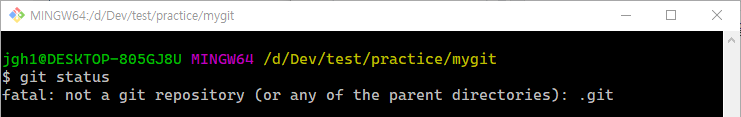 MINGW64:/d/Dev/test/practice/mygit
jgh1@DESKTOP-805GJ8U MINGW64 /d/Dev/test/practice/mygit
$ git status
fatal: not a git repository (or any of the parent directories): .git